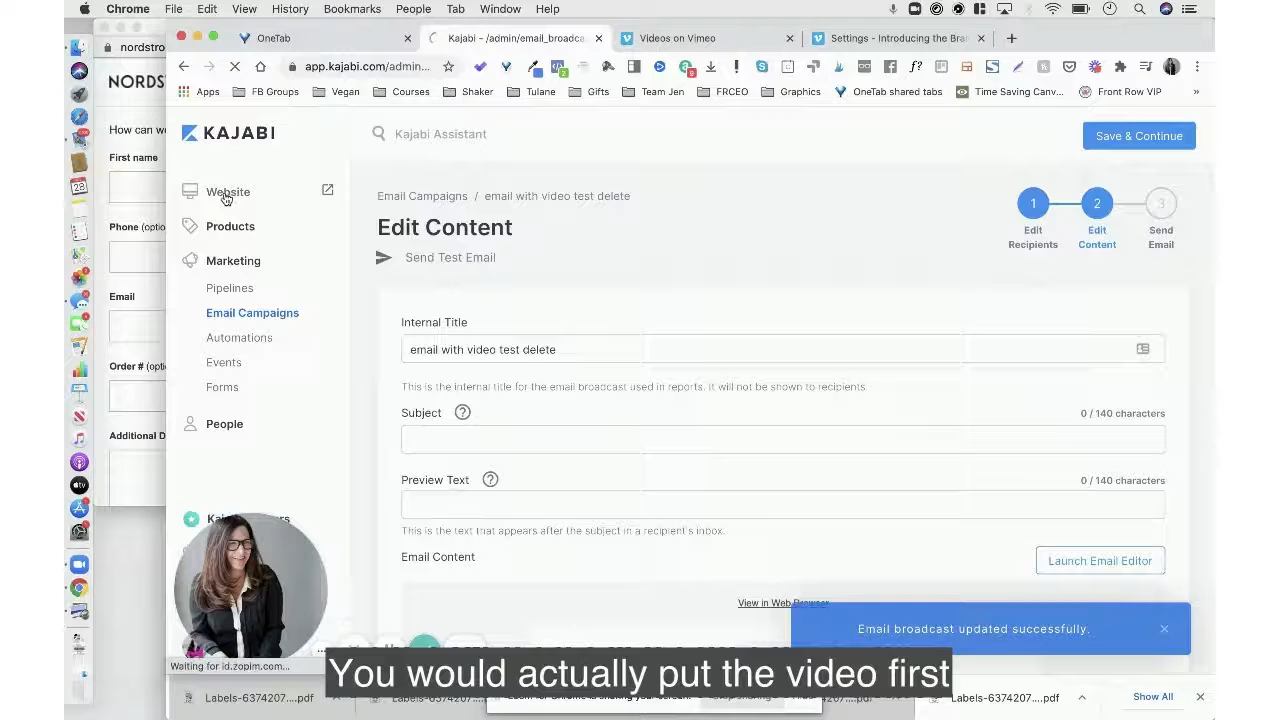 Chrome File Edit View History Bookmarks People Tab Window Help
nordstro
OneTab
Kajabi - /admin/email_broadca
Videos on Vimeo
Settings - Introducing the Bra
app.kajabi.com/admin...
Apps FB Groups Vegan Courses Shaker Tulane Gifts Team Jen FRCEO Graphics OneTab shared tabs Time Saving Canv... Front Row VIP »
NORDS
How can we
First name
Phone (optio
Email
Order # (optio
Additional D
KAJABI
Kajabi Assistant
Save & Continue
Website
Products
Marketing
Pipelines
Email Campaigns
Automations
Events
Forms
People
Email Campaigns / email with video test delete
Edit Content
Send Test Email
1 2 3
Edit Recipients
Edit Content
Send Email
Internal Title
email with video test delete
This is the internal title for the email broadcast used in reports. It will not be shown to recipients.
Subject
0 / 140 characters
Preview Text
0 / 140 characters
This is the text that appears after the subject in a recipient's inbox.
Email Content
Launch Email Editor
View in Web Browser
Email broadcast updated successfully.
Waiting for id.zopim.com...
You would actually put the video first
Labels-6374207....pdf
Labels-6374207....pdf
Show All